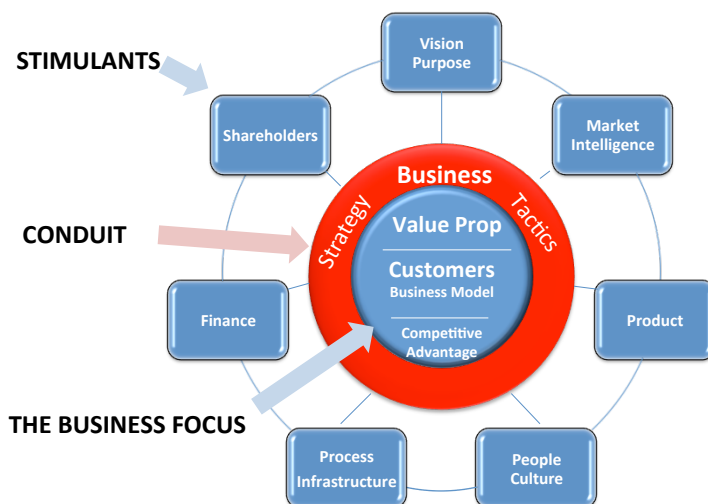 Vision
Purpose
STIMULANTS
Shareholders
Market
Intelligence
Business
Strategy
Tactics
Value Prop
CONDUIT
Customers
Business Model
Finance
Product
Competitive
Advantage
THE BUSINESS FOCUS
Process
Infrastructure
People
Culture